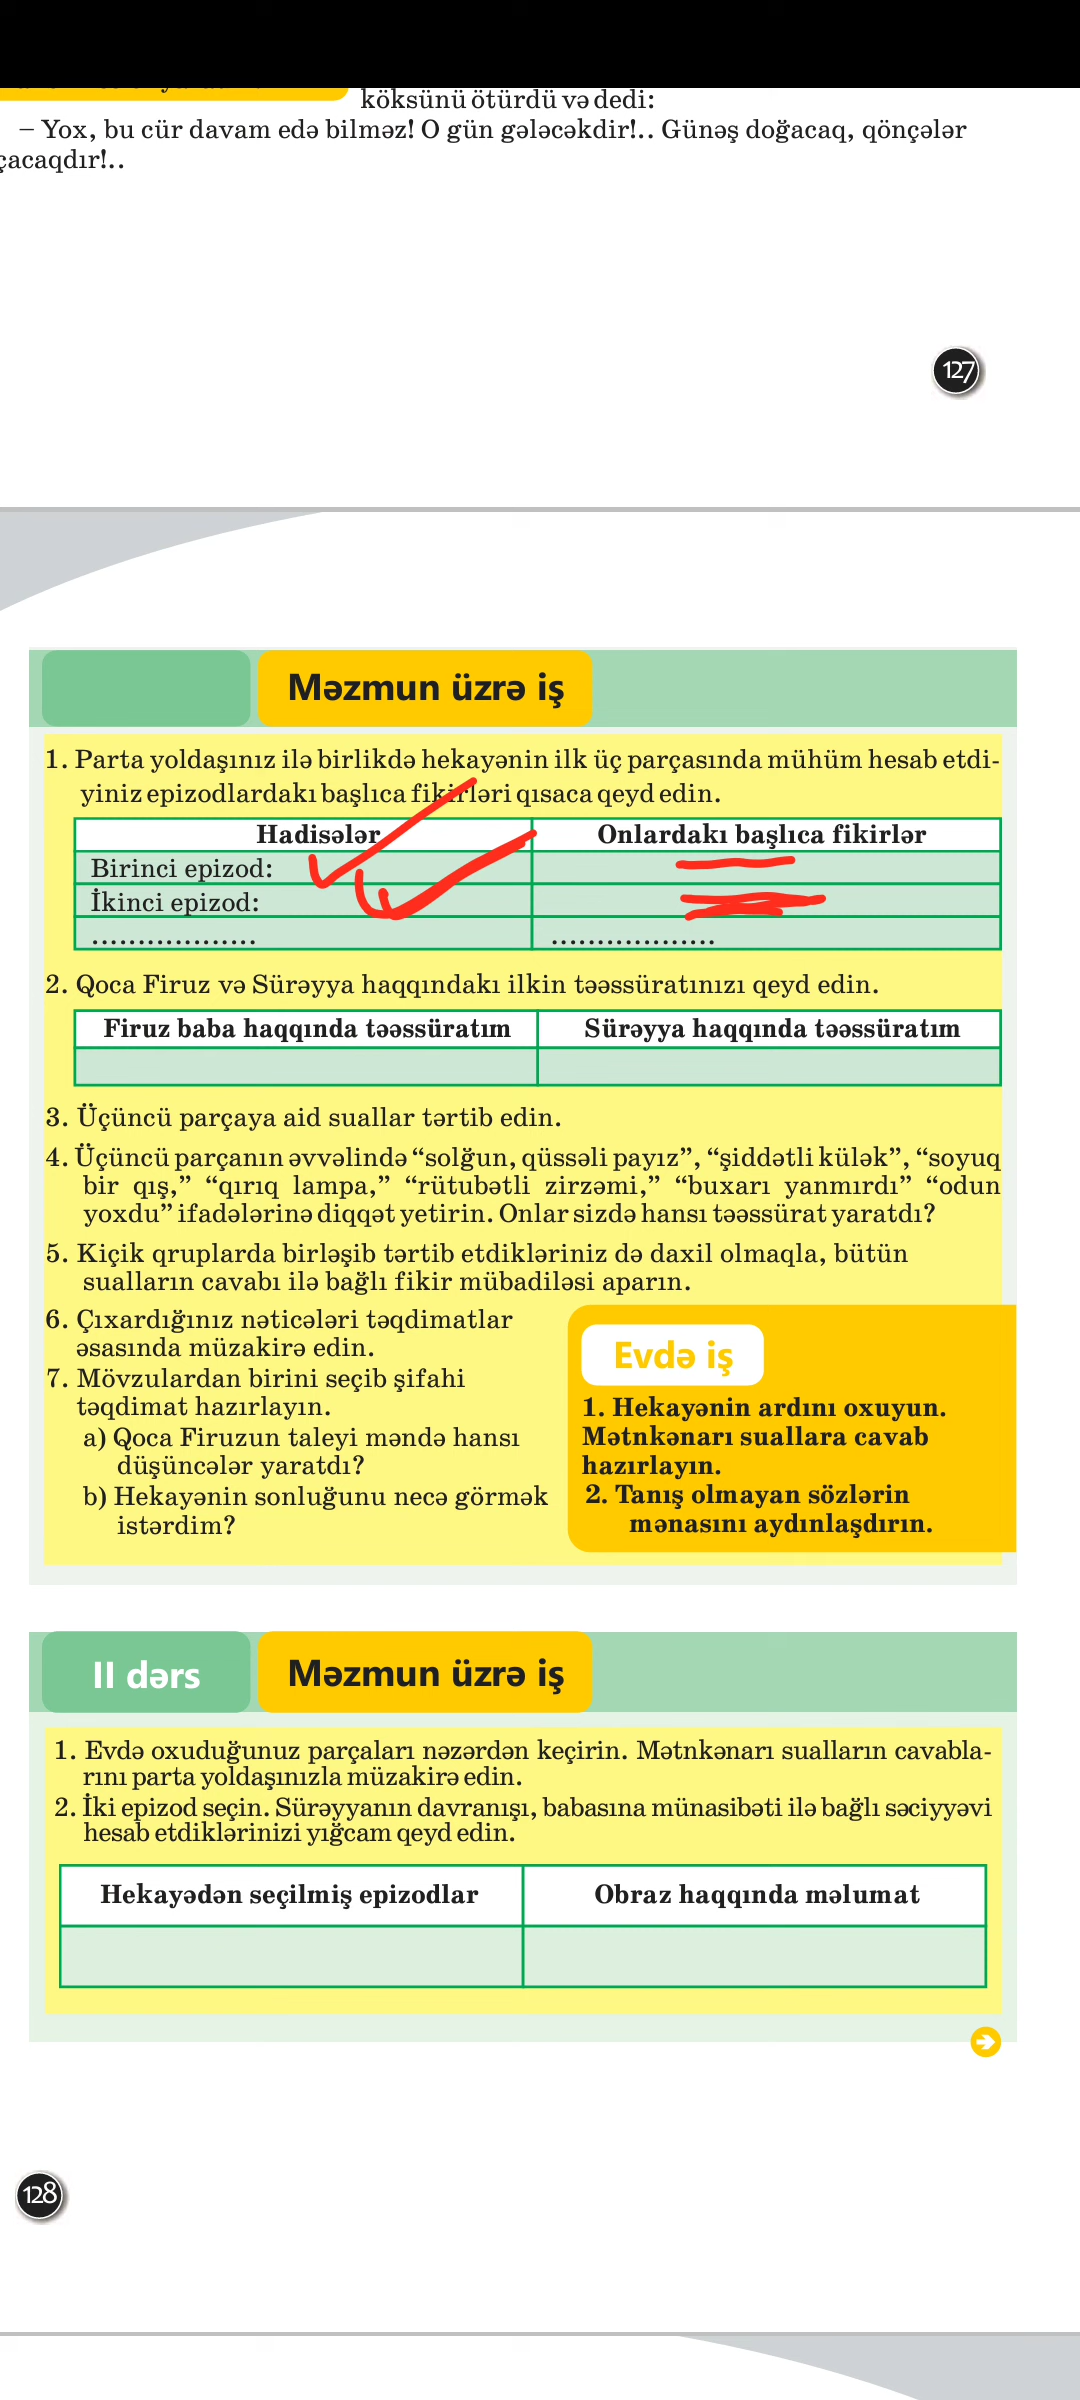 köksünü ötürdü və dedi:
– Yox, bu cür davam edə bilməz! O gün gələcəkdir!.. Günəş doğacaq, qönçələr
çacaqdır!..
127
Məzmun üzrə iş
1. Parta yoldaşınız ilə birlikdə hekayənin ilk üç parçasında mühüm hesab etdi-
yiniz epizodlardakı başlıca fikirləri qısaca qeyd edin.
Hadisələr Onlardakı başlıca fikirlər
Birinci epizod:
İkinci epizod:
.................. ..................
2. Qoca Firuz və Sürəyya haqqındakı ilkin təəssüratınızı qeyd edin.
Firuz baba haqqında təəssüratım Sürəyya haqqında təəssüratım
3. Üçüncü parçaya aid suallar tərtib edin.
4. Üçüncü parçanın əvvəlində “solğun, qüssəli payız”, “şiddətli külək”, “soyuq
bir qış,” “qırıq lampa,” “rütubətli zirzəmi,” “buxarı yanmırdı” “odun
yoxdu” ifadələrinə diqqət yetirin. Onlar sizdə hansı təəssürat yaratdı?
5. Kiçik qruplarda birləşib tərtib etdikləriniz də daxil olmaqla, bütün
sualların cavabı ilə bağlı fikir mübadiləsi aparın.
6. Çıxardığınız nəticələri təqdimatlar
əsasında müzakirə edin.
7. Mövzulardan birini seçib şifahi
təqdimat hazırlayın.
a) Qoca Firuzun taleyi məndə hansı
düşüncələr yaratdı?
b) Hekayənin sonluğunu necə görmək
istərdim?
Evdə iş
1. Hekayənin ardını oxuyun.
Mətnkənarı suallara cavab
hazırlayın.
2. Tanış olmayan sözlərin
mənasını aydınlaşdırın.
II dərs Məzmun üzrə iş
1. Evdə oxuduğunuz parçaları nəzərdən keçirin. Mətnkənarı sualların cavabla-
rını parta yoldaşınızla müzakirə edin.
2. İki epizod seçin. Sürəyyanın davranışı, babasına münasibəti ilə bağlı səciyyəvi
hesab etdiklərinizi yığcam qeyd edin.
Hekayədən seçilmiş epizodlar Obraz haqqında məlumat
128